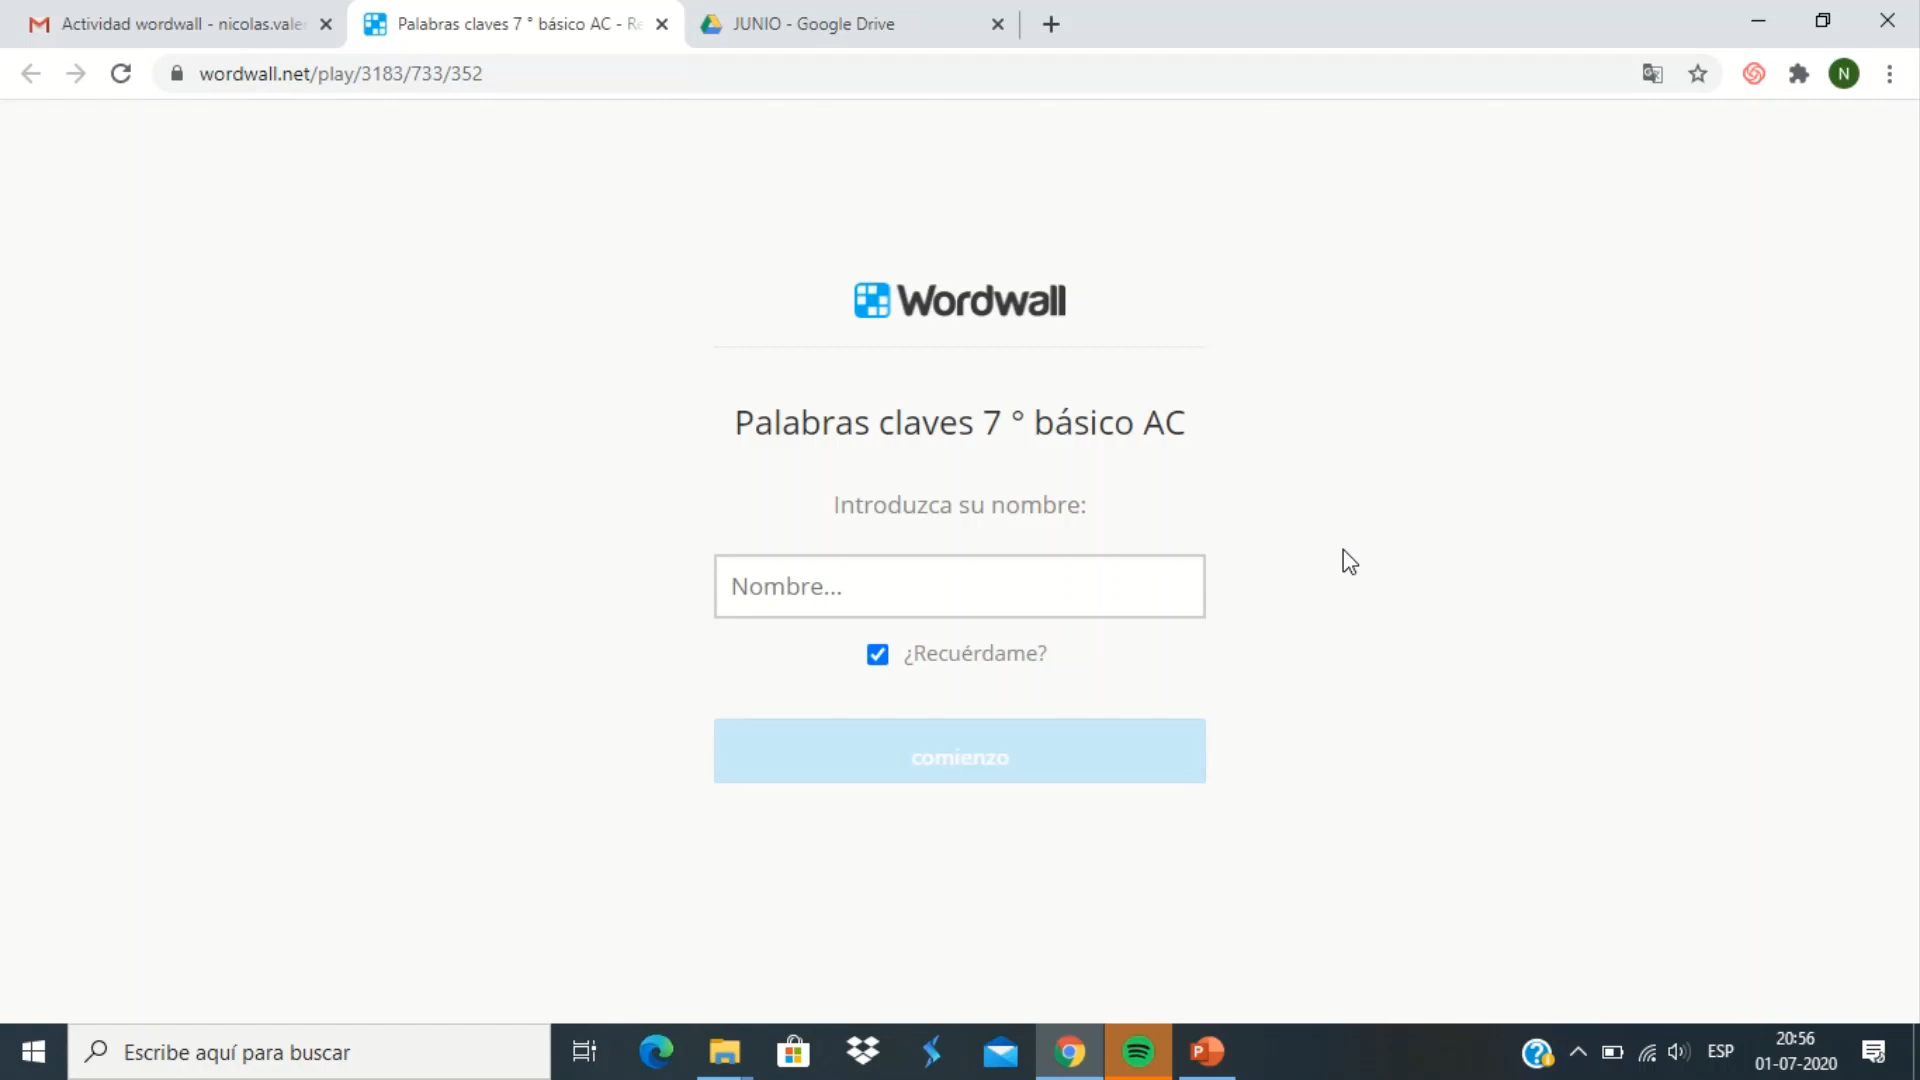 Actividad wordwall - nicolas.vale
Palabras claves 7 ° básico AC - Re
JUNIO - Google Drive
wordwall.net/play/3183/733/352
N
Wordwall
Palabras claves 7 ° básico AC
Introduzca su nombre:
Nombre...
¿Recuérdame?
comienzo
Escribe aquí para buscar
ESP
20:56
01-07-2020